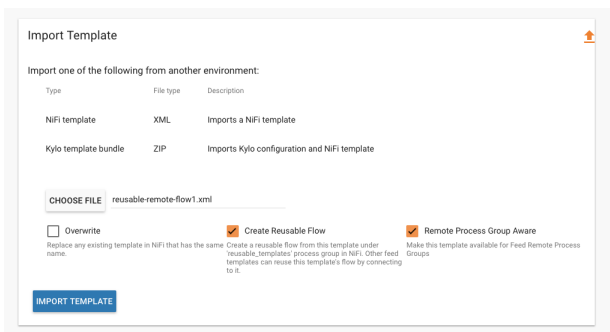 Import Template
Import one of the following from another environment:
Type File type Description
NiFi template XML Imports a NiFi template
Kylo template bundle ZIP Imports Kylo configuration and NiFi template
CHOOSE FILE reusable-remote-flow1.xml
Overwrite
Replace any existing template in NiFi that has the same
name.
Create Reusable Flow
Create a reusable flow from this template under
'reusable_templates' process group in NiFi. Other feed
templates can reuse this template's flow by connecting
to it.
Remote Process Group Aware
Make this template available for Feed Remote Process
Groups
IMPORT TEMPLATE